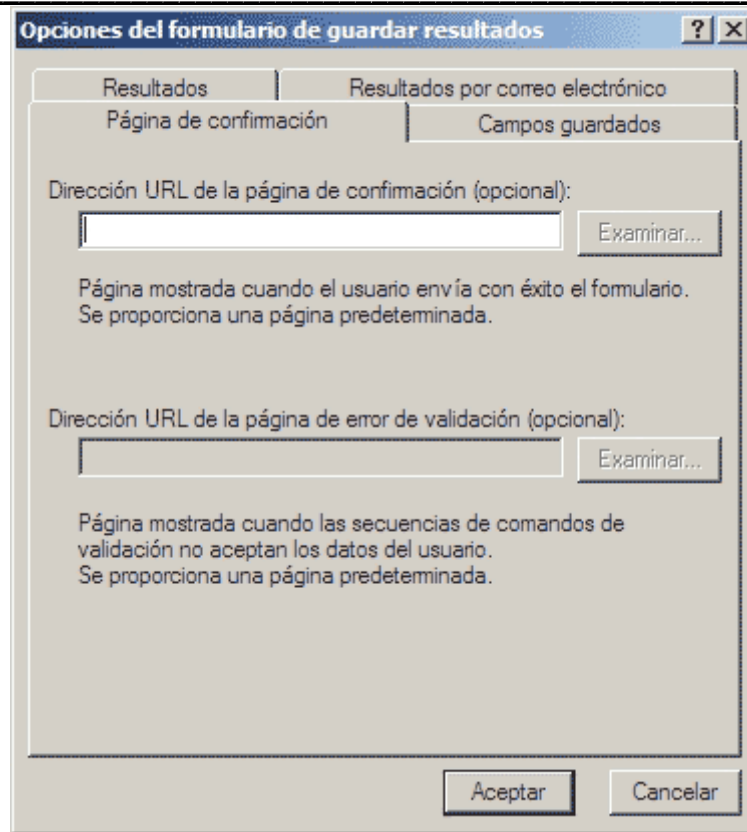 Opciones del formulario de guardar resultados
Resultados
Resultados por correo electrónico
Página de confirmación
Campos guardados
Dirección URL de la página de confirmación (opcional):
Examinar...
Página mostrada cuando el usuario envía con éxito el formulario.
Se proporciona una página predeterminada.
Dirección URL de la página de error de validación (opcional):
Examinar...
Página mostrada cuando las secuencias de comandos de
validación no aceptan los datos del usuario.
Se proporciona una página predeterminada.
Aceptar
Cancelar